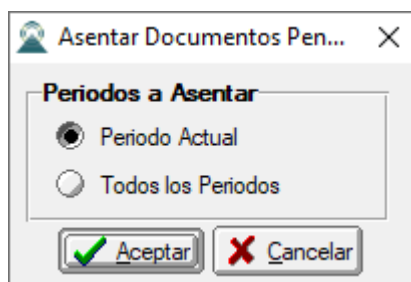 Asentar Documentos Pen...
Periodos a Asentar
Periodo Actual
Todos los Periodos
Aceptar
Cancelar